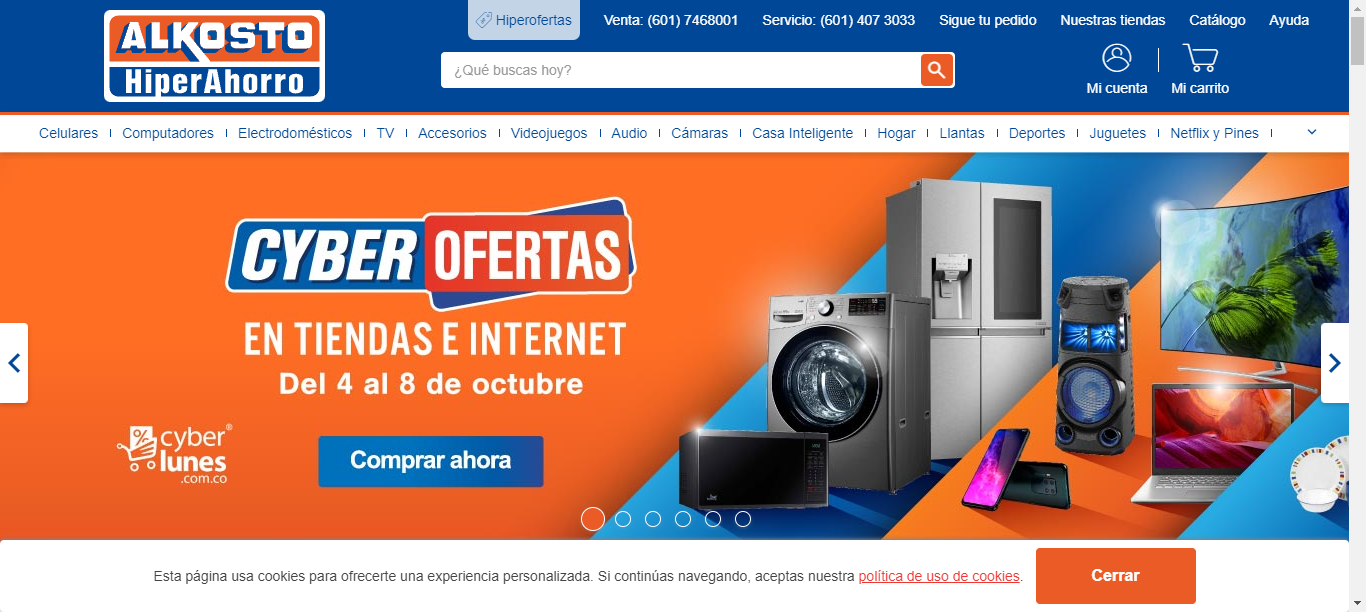 ALKOSTO
HiperAhorro
Hiperofertas
Venta: (601) 7468001
Servicio: (601) 407 3033
Sigue tu pedido
Nuestras tiendas
Catálogo
Ayuda
¿Qué buscas hoy?
Mi cuenta
Mi carrito
Celulares
Computadores
Electrodomésticos
TV
Accesorios
Videojuegos
Audio
Cámaras
Casa Inteligente
Hogar
Llantas
Deportes
Juguetes
Netflix y Pines
CYBER OFERTAS
EN TIENDAS E INTERNET
Del 4 al 8 de octubre
cyber®
lunes
.com.co
Comprar ahora
Esta página usa cookies para ofrecerte una experiencia personalizada. Si continúas navegando, aceptas nuestra política de uso de cookies.
Cerrar